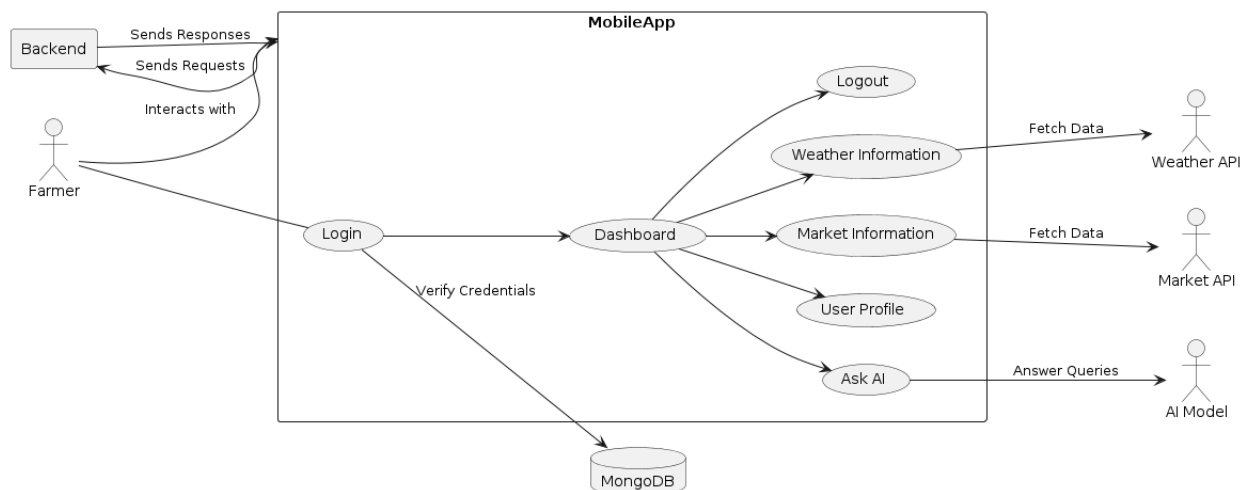 MobileApp
Sends Responses
Backend
Sends Requests
Logout
Interacts with
Fetch Data
Weather Information
Weather API
Farmer
Login
Dashboard
Market Information
Fetch Data
Market API
Verify Credentials
User Profile
Ask AI
Answer Queries
AI Model
MongoDB